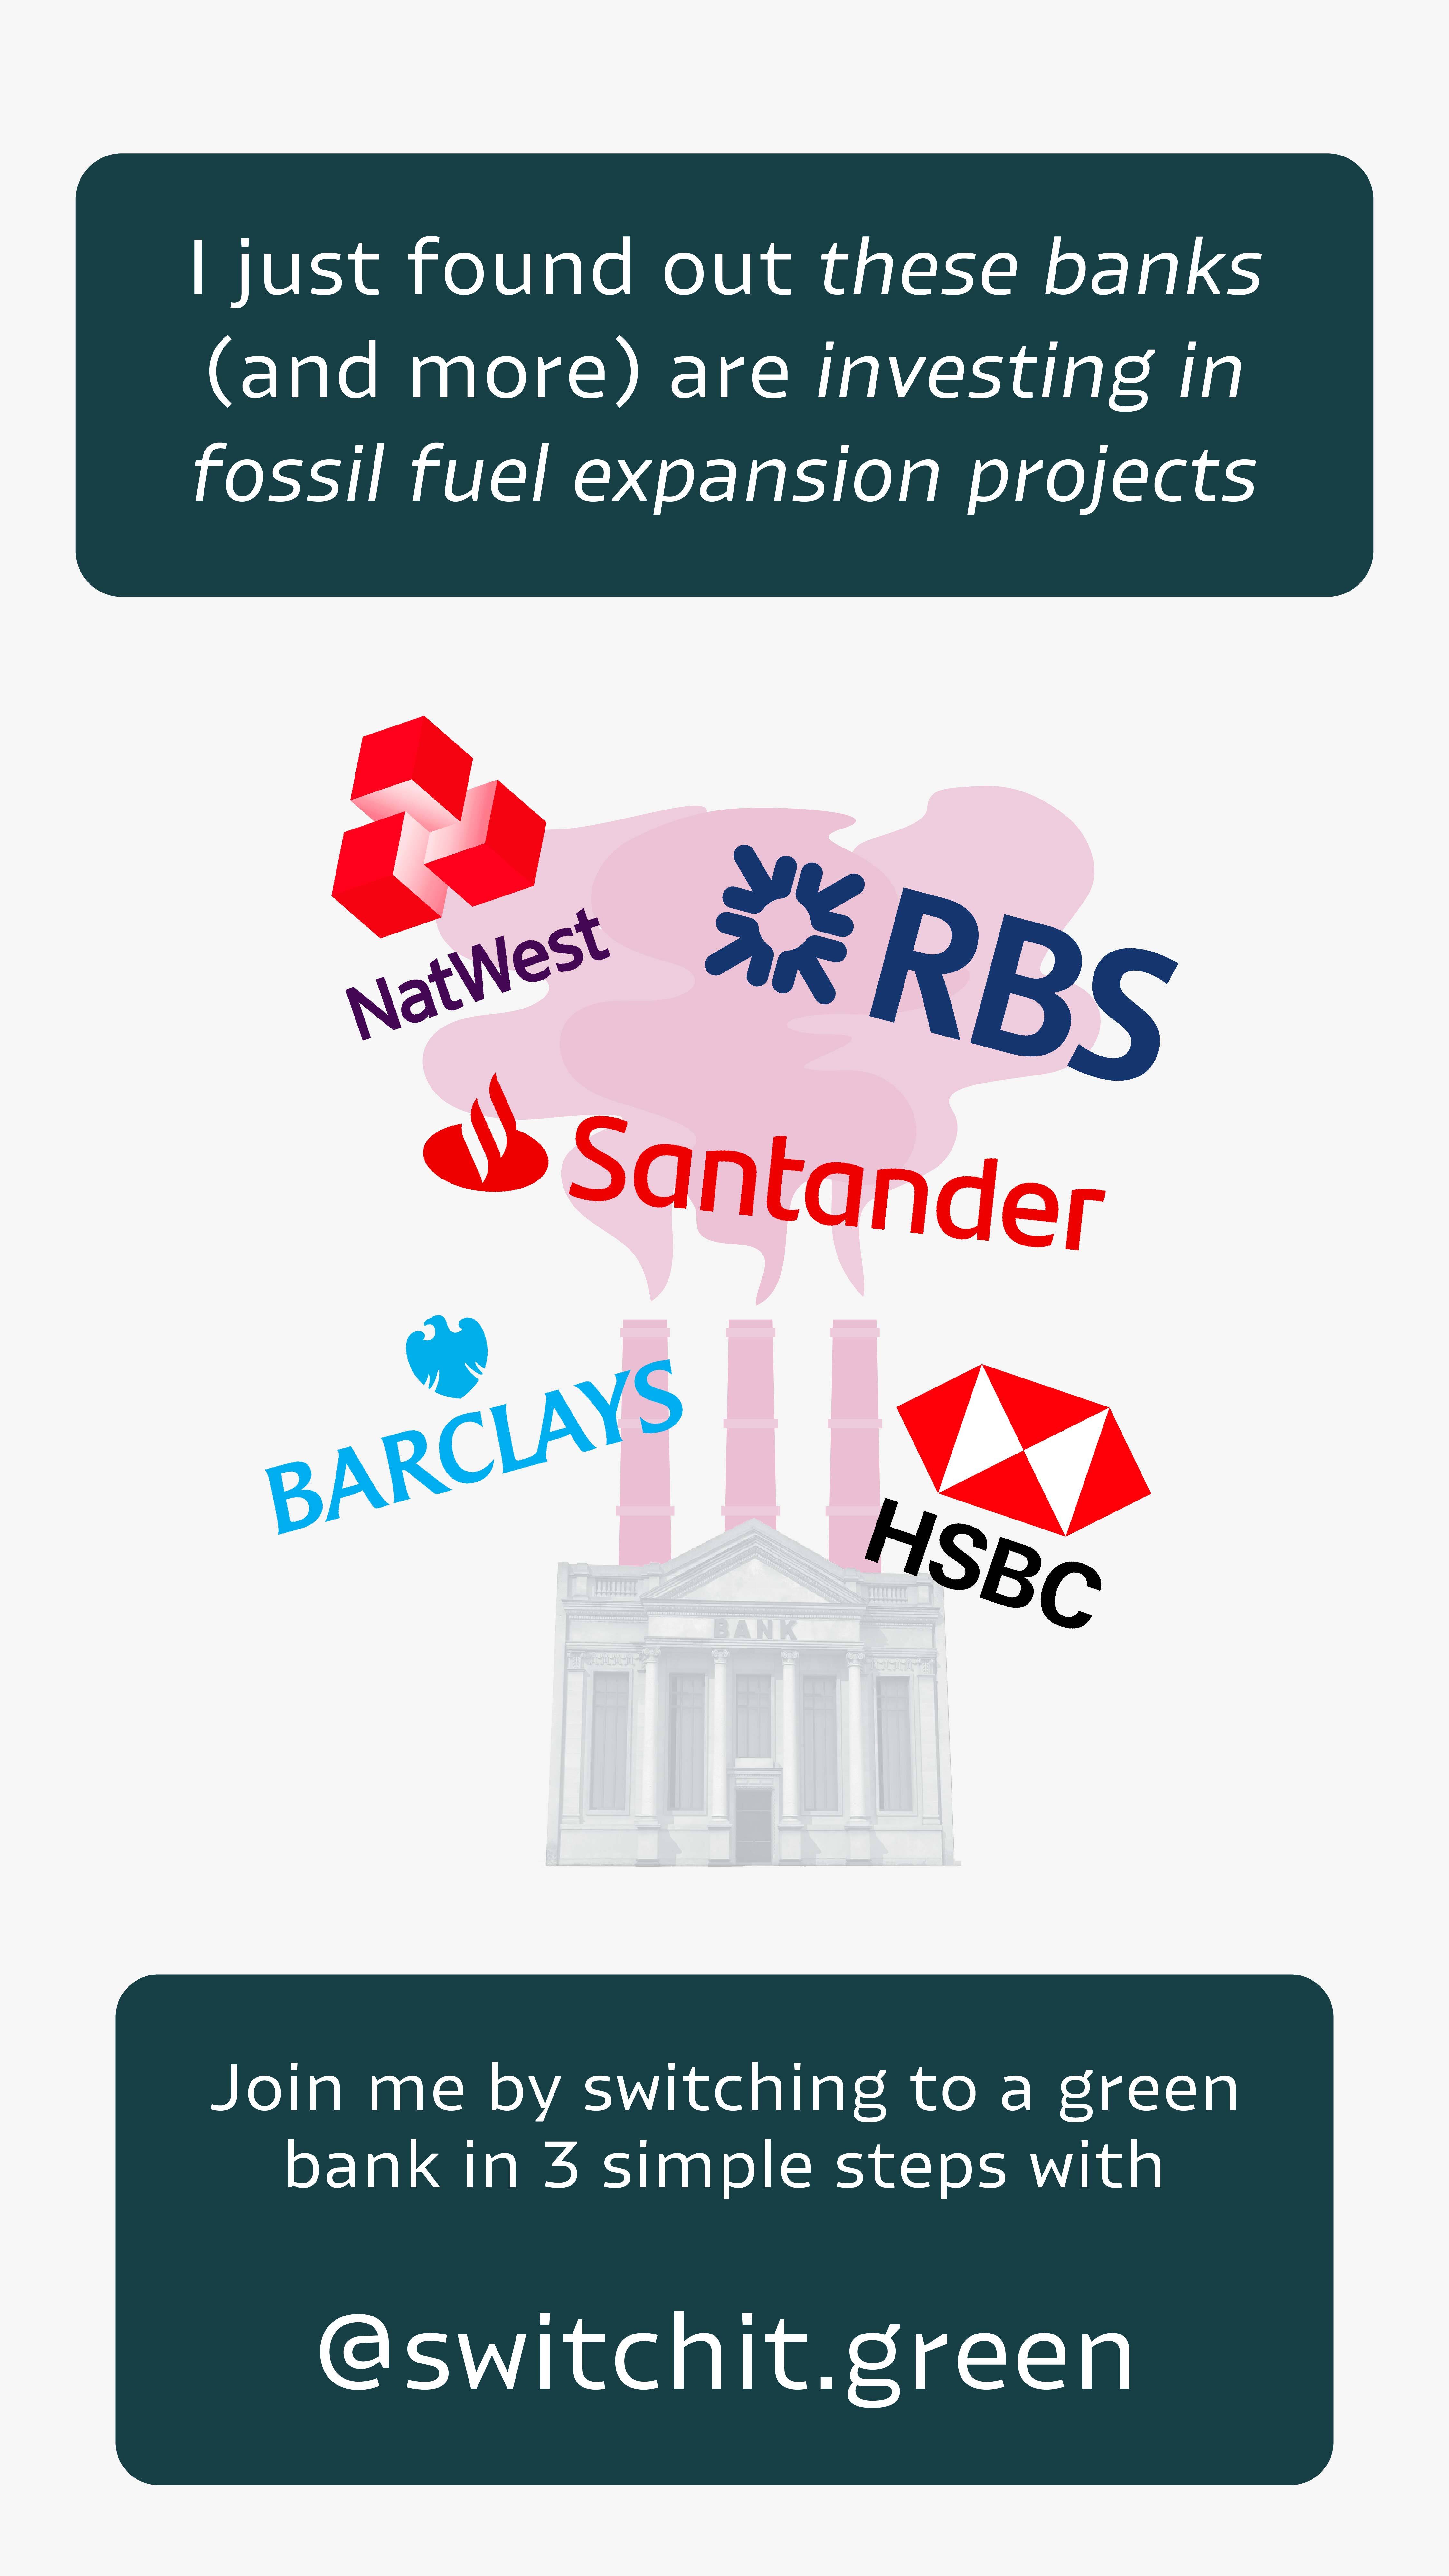 I just found out these banks
(and more) are investing in
fossil fuel expansion projects
NatWest
RBS
Santander
BARCLAYS
HSBC
BANK
Join me by switching to a green
bank in 3 simple steps with
@switchit.green